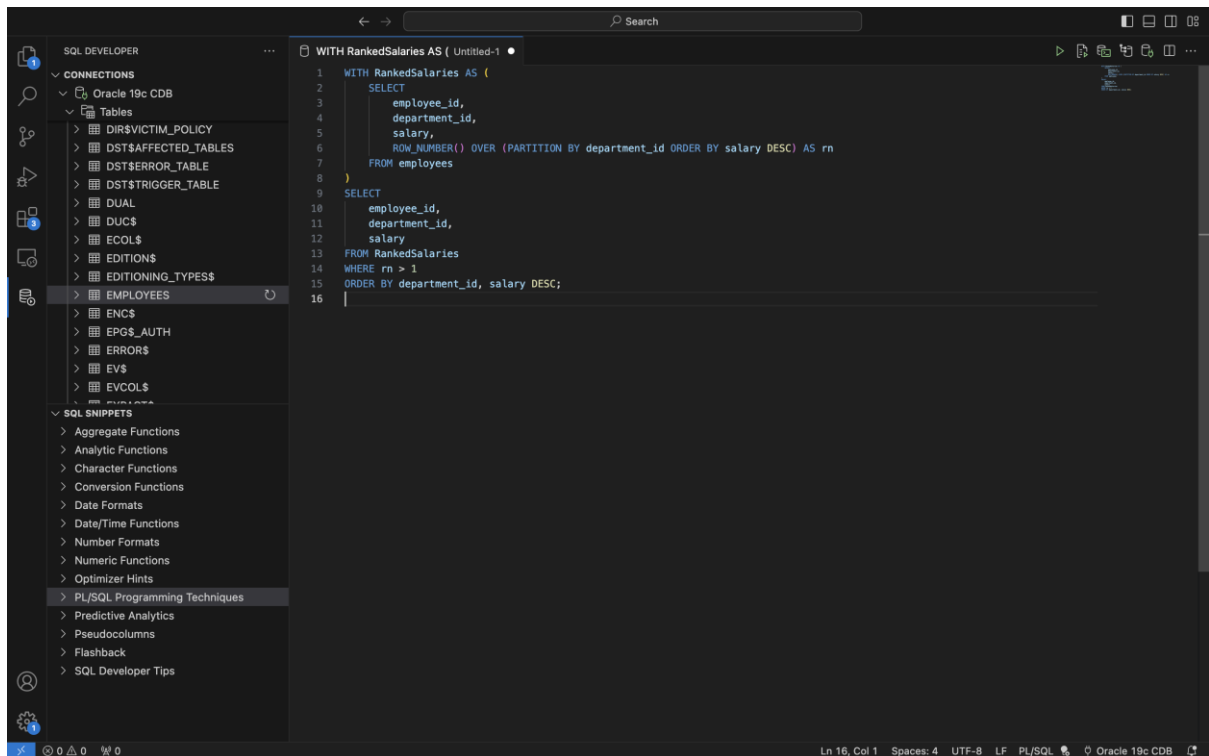 Search
SQL DEVELOPER
CONNECTIONS
Oracle 19c CDB
Tables
DIR$VICTIM_POLICY
DST$AFFECTED_TABLES
DST$ERROR_TABLE
DST$TRIGGER_TABLE
DUAL
DUC$
ECOL$
EDITION$
EDITIONING_TYPES$
EMPLOYEES
ENC$
EPG$_AUTH
ERROR$
EV$
EVCOL$
SQL SNIPPETS
Aggregate Functions
Analytic Functions
Character Functions
Conversion Functions
Date Formats
Date/Time Functions
Number Formats
Numeric Functions
Optimizer Hints
PL/SQL Programming Techniques
Predictive Analytics
Pseudocolumns
Flashback
SQL Developer Tips
1
3
1
WITH RankedSalaries AS ( Untitled-1
1 WITH RankedSalaries AS (
2 SELECT
3 employee_id,
4 department_id,
5 salary,
6 ROW_NUMBER() OVER (PARTITION BY department_id ORDER BY salary DESC) AS rn
7 FROM employees
8 )
9 SELECT
10 employee_id,
11 department_id,
12 salary
13 FROM RankedSalaries
14 WHERE rn > 1
15 ORDER BY department_id, salary DESC;
16
0 0 0 Ln 16, Col 1 Spaces: 4 UTF-8 LF PL/SQL Oracle 19c CDB